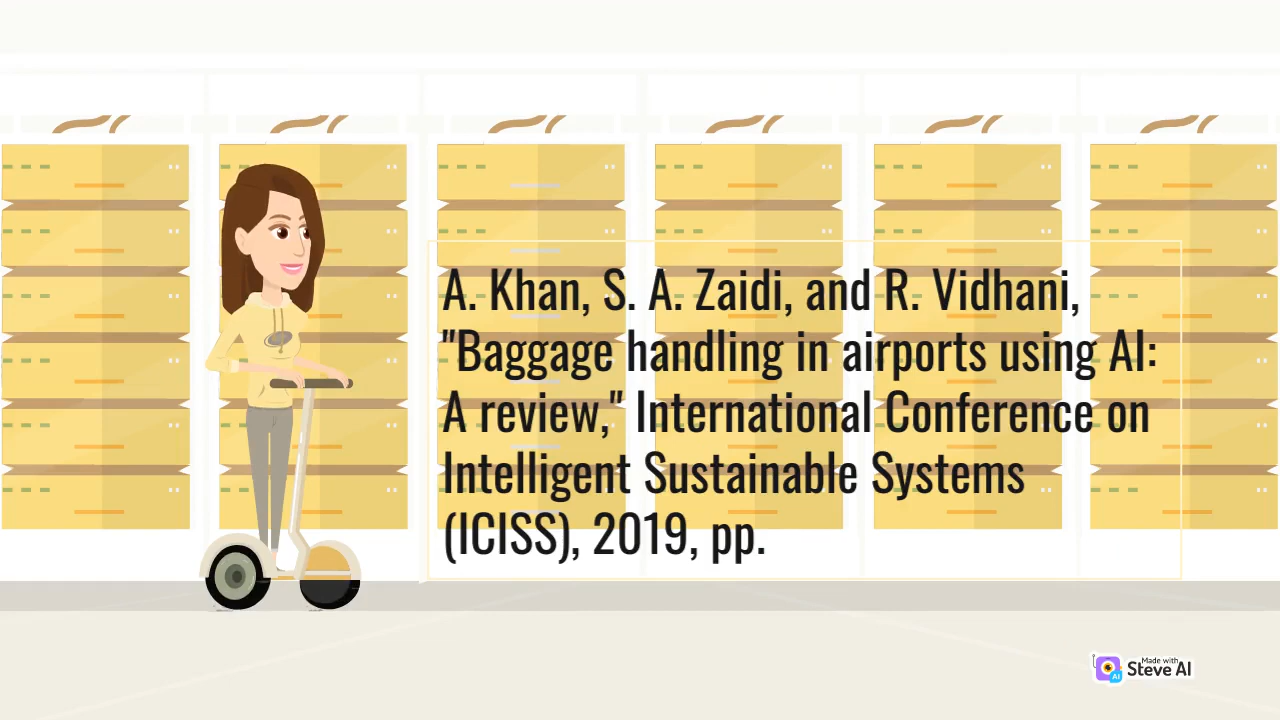 A. Khan, S. A. Zaidi, and R. Vidhani,
"Baggage handling in airports using AI:
A review," International Conference on
Intelligent Sustainable Systems
(ICISS), 2019, pp.
Made with
Steve AI
AI